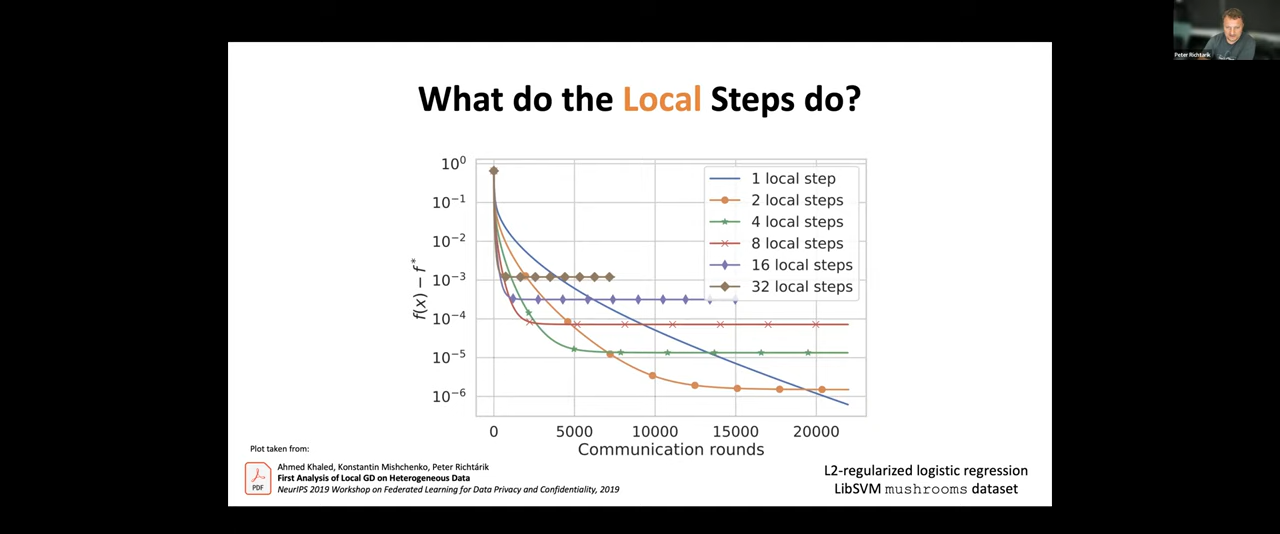 Peter Richtárik
What do the Local Steps do?
10⁰
10⁻¹
10⁻²
10⁻³
10⁻⁴
10⁻⁵
10⁻⁶
f(x) − f*
1 local step
2 local steps
4 local steps
8 local steps
16 local steps
32 local steps
0 5000 10000 15000 20000
Communication rounds
Plot taken from:
PDF
Ahmed Khaled, Konstantin Mishchenko, Peter Richtárik
First Analysis of Local GD on Heterogeneous Data
NeurIPS 2019 Workshop on Federated Learning for Data Privacy and Confidentiality, 2019
L2-regularized logistic regression
LibSVM mushrooms dataset